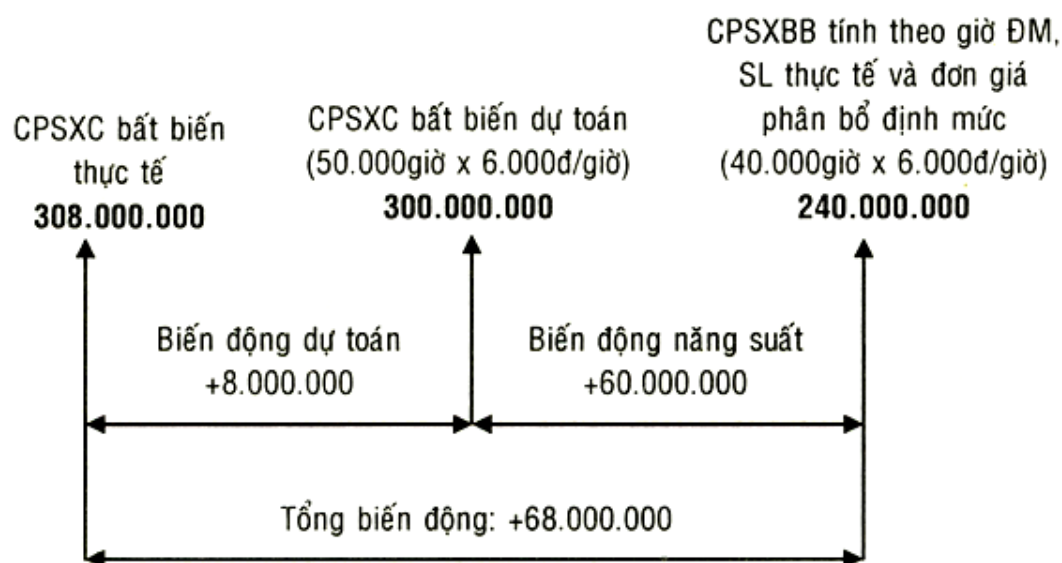 CPSXBB tính theo giờ ĐM,
SL thực tế và đơn giá
phân bổ định mức
(40.000giờ x 6.000đ/giờ)
240.000.000
CPSXC bất biến dự toán
(50.000giờ x 6.000đ/giờ)
300.000.000
CPSXC bất biến
thực tế
308.000.000
Biến động dự toán
+8.000.000
Biến động năng suất
+60.000.000
Tổng biến động: +68.000.000